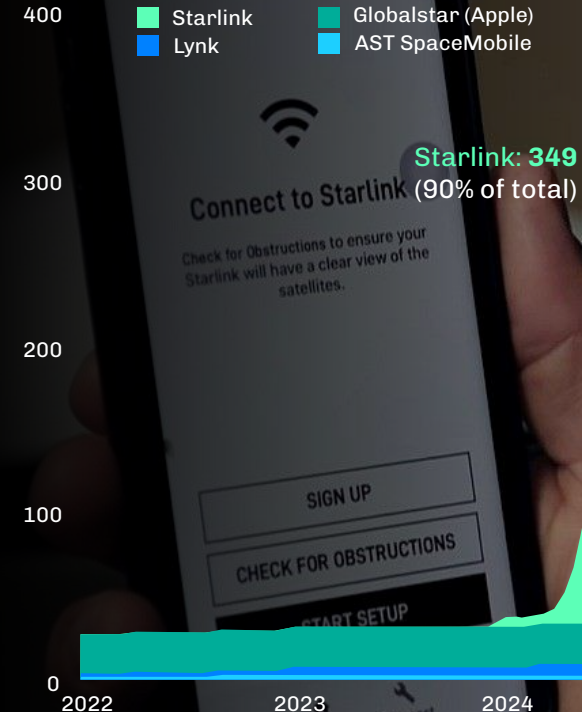 400
Starlink
Globalstar (Apple)
Lynk
AST SpaceMobile
Starlink: 349
(90% of total)
300
Connect to Starlink
Check for Obstructions to ensure your
Starlink will have a clear view of the
satellites.
200
SIGN UP
100
CHECK FOR OBSTRUCTIONS
START SETUP
0
2022
2023
2024